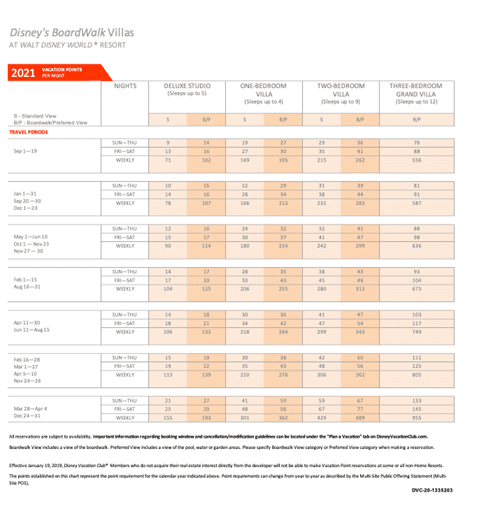 Disney's BoardWalk Villas
AT WALT DISNEY WORLD® RESORT
2021 VACATION POINTS
PER NIGHT
NIGHTS DELUXE STUDIO ONE-BEDROOM TWO-BEDROOM THREE-BEDROOM
(Sleeps up to 5) VILLA VILLA GRAND VILLA
(Sleeps up to 4) (Sleeps up to 9) (Sleeps up to 12)
S - Standard View
B/P - Boardwalk/Preferred View
S B/P S B/P S B/P B/P
TRAVEL PERIODS
SUN—THU 9 14 19 27 29 36 76
Sep 1—19 FRI—SAT 13 16 27 30 35 41 88
WEEKLY 71 102 149 195 215 262 556
SUN—THU 10 15 22 29 31 39 81
Jan 1—31
Sep 20—30 FRI—SAT 14 16 28 34 38 44 91
Dec 1—23 WEEKLY 78 107 166 213 231 283 587
SUN—THU 12 16 24 32 32 41 88
May 1—Jun 10 FRI—SAT 15 17 30 37 41 47 98
Oct 1—Nov 23 WEEKLY 90 114 180 234 242 299 636
Nov 27—30
SUN—THU 14 17 28 35 38 43 93
Feb 1—15 FRI—SAT 17 20 33 40 45 49 104
Aug 16—31 WEEKLY 104 125 206 255 280 313 673
SUN—THU 14 18 30 36 41 47 103
Apr 11—30 FRI—SAT 18 21 34 42 47 54 117
Jun 11—Aug 15 WEEKLY 106 132 218 264 299 343 749
SUN—THU 15 19 30 38 42 50 111
Feb 16—28
Mar 1—27 FRI—SAT 19 22 35 43 48 56 125
Apr 5—10 WEEKLY 113 139 220 276 306 362 805
Nov 24—26
SUN—THU 21 27 41 50 59 67 133
Mar 28—Apr 4 FRI—SAT 25 29 48 56 67 77 145
Dec 24—31 WEEKLY 155 193 301 362 429 489 955
All reservations are subject to availability. Important information regarding booking window and cancellation/modification guidelines can be located under the "Plan a Vacation" tab on DisneyVacationClub.com.
Boardwalk View includes a view of the boardwalk. Preferred View includes a view of the pool, water or garden areas. Please specify Boardwalk View category or Preferred View category when making a reservation.
Effective January 19, 2019, Disney Vacation Club® Members who do not acquire their real estate interest directly from the developer will not be able to make Vacation Point reservations at some or all non-Home Resorts.
The points established on this chart represent the point requirement for the calendar year indicated above. Point requirements can change from year to year as described by the Multi-Site Public Offering Statement (Multi-
Site POS).
DVC-20-1335203